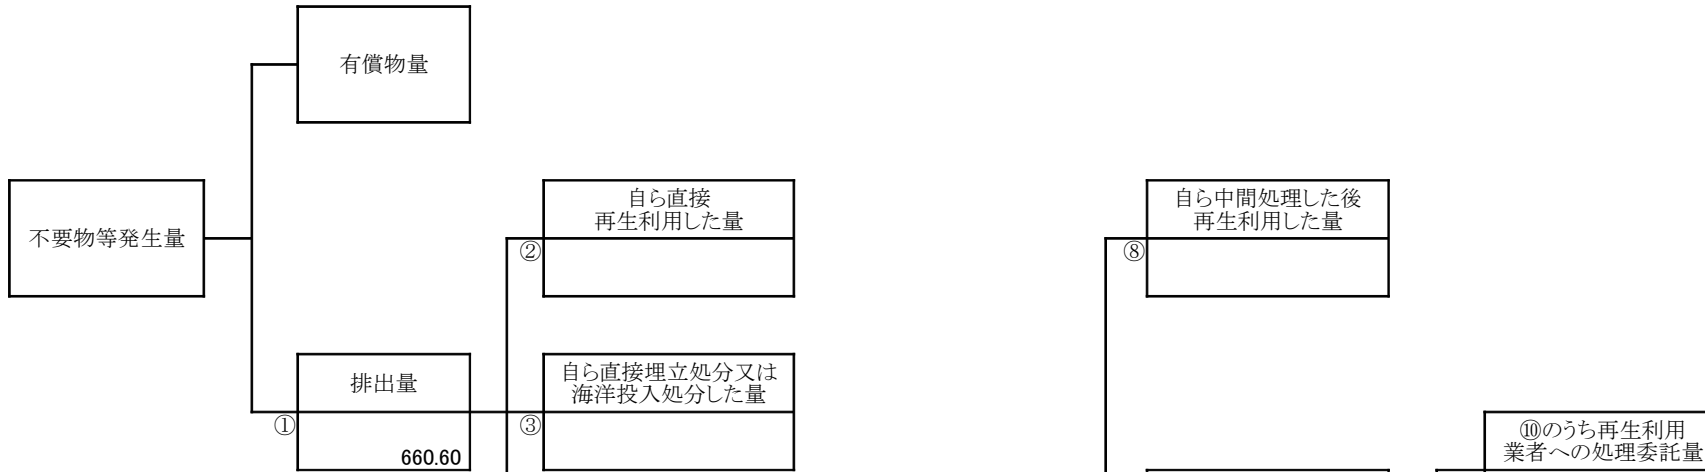 有償物量
不要物等発生量
自ら直接
再生利用した量
②
自ら中間処理した後
再生利用した量
⑧
排出量
①
660.60
自ら直接埋立処分又は
海洋投入処分した量
③
⑩のうち再生利用
業者への処理委託量